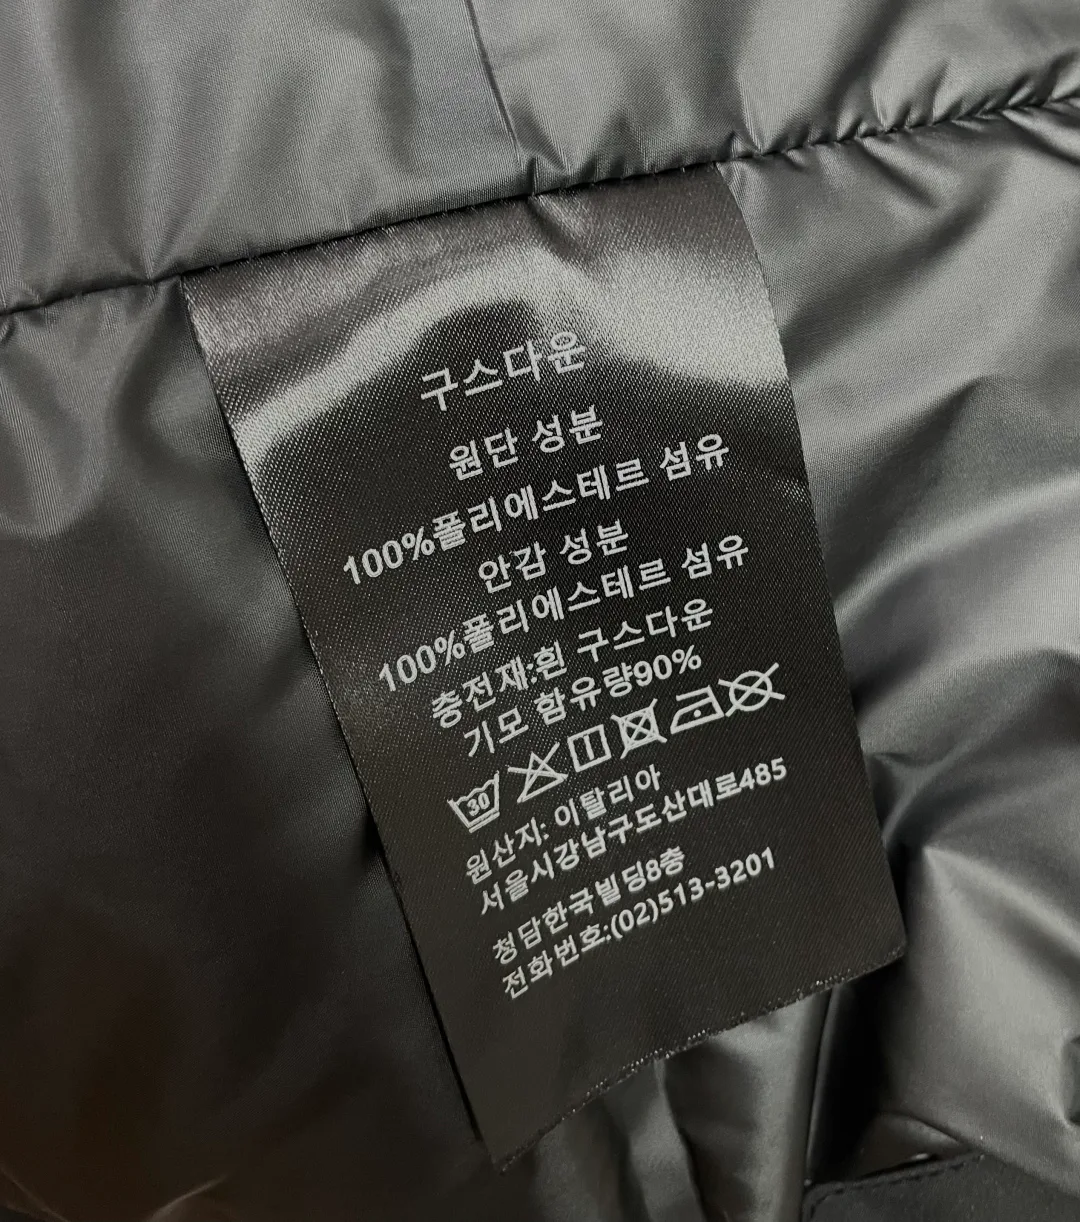 구스다운
원단 성분
100%폴리에스테르 섬유
안감 성분
100%폴리에스테르 섬유
충전재:흰 구스다운
기모 함유량90%
30
원산지: 이탈리아
서울시강남구도산대로485
청담한국빌딩8층
전화번호:(02)513-3201